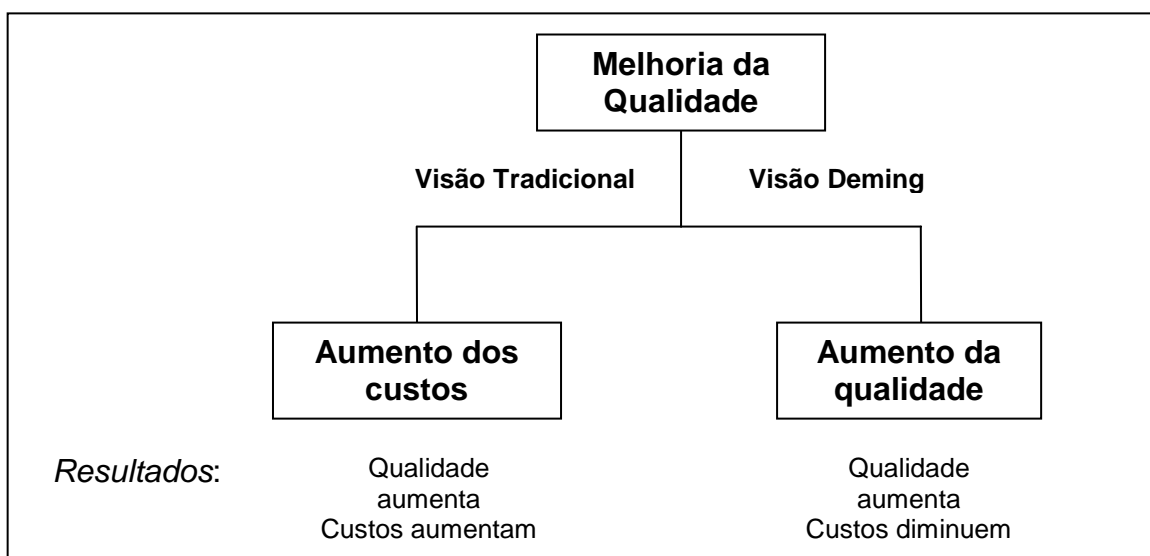 Melhoria da
Qualidade
Visão Tradicional
Visão Deming
Aumento dos
custos
Aumento da
qualidade
Resultados:
Qualidade
aumenta
Custos aumentam
Qualidade
aumenta
Custos diminuem